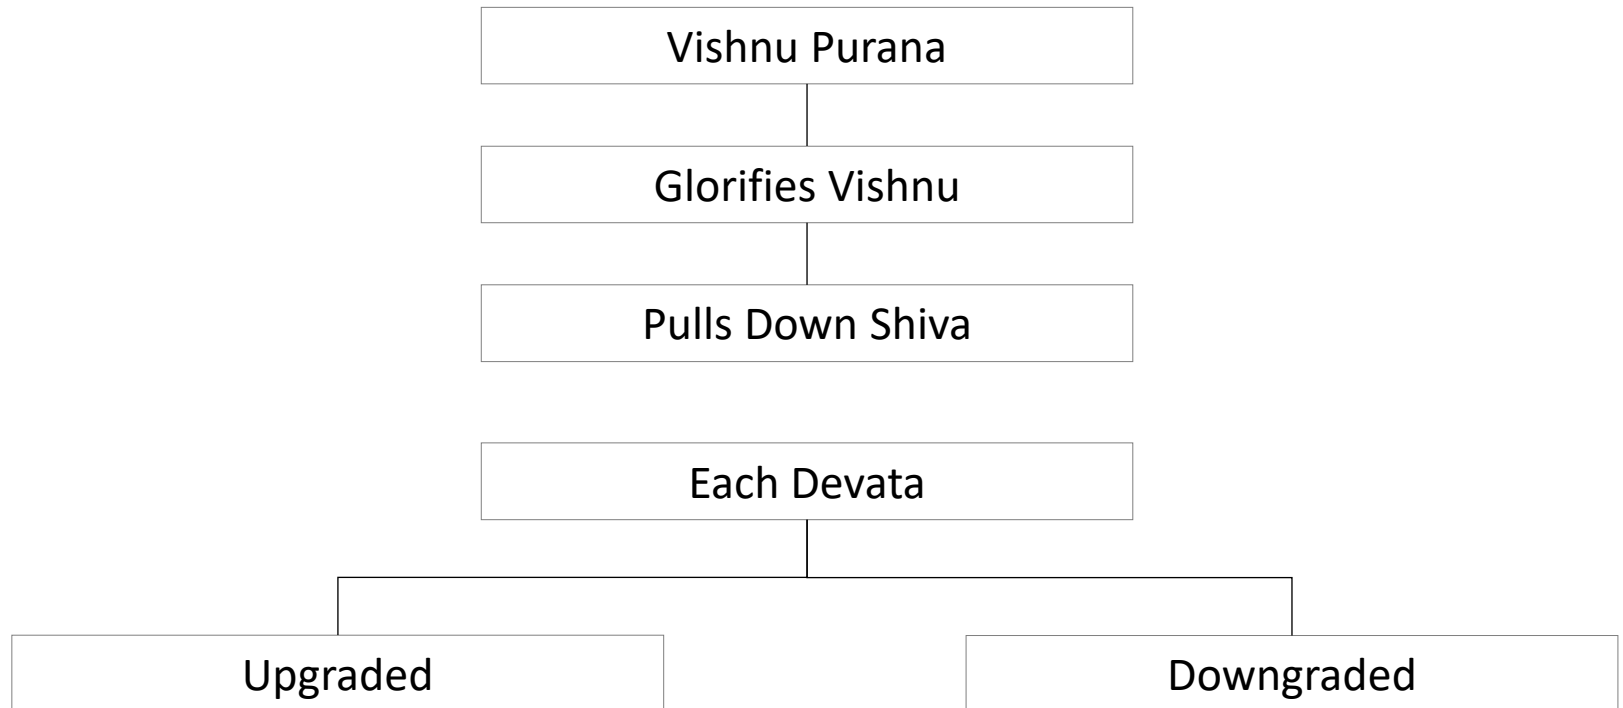 Vishnu Purana
Glorifies Vishnu
Pulls Down Shiva
Each Devata
Upgraded
Downgraded